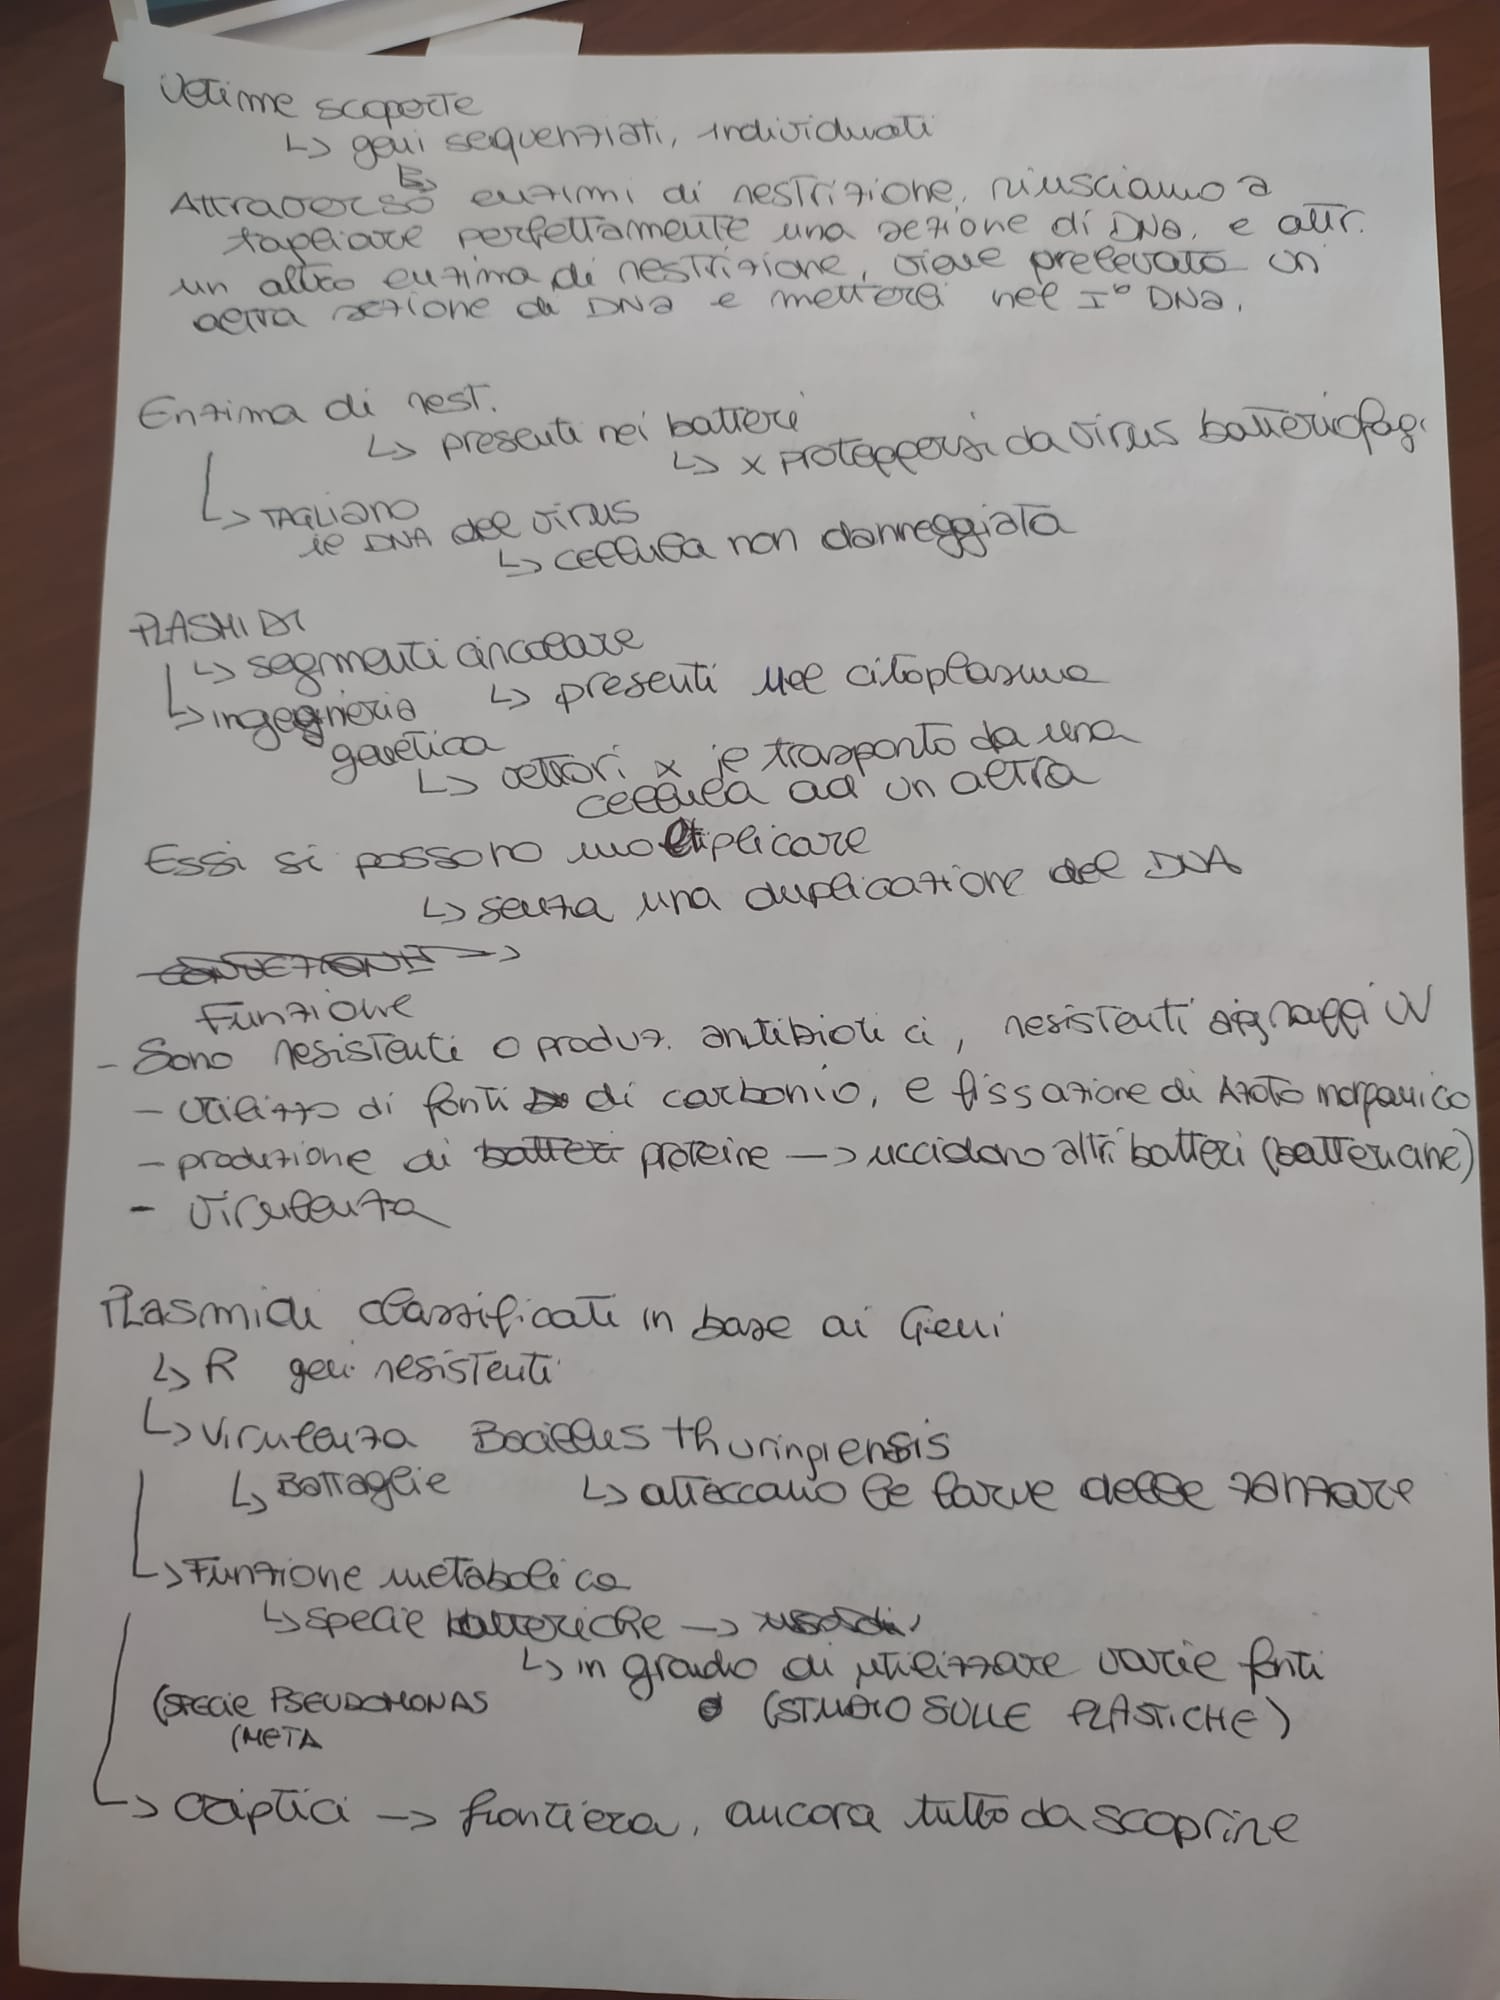 Ultime scoperte
↳ geni sequenziati, individuati
↳
Attraverso enzimi di restrizione, riusciamo a
tagliare perfettamente una sezione di DNA, e attr.
un altro enzima di restrizione, viene prelevato un
altra sezione di DNA e metterei nel I° DNA.
Enzima di rest.
↳ presenti nei batteri
↳ x proteggersi da virus batteriofagi
↳ TAGLIANO
il DNA del virus
↳ cellula non danneggiata
PLASMIDI
↳ segmenti circolare
↳ presenti nel citoplasma
↳ ingegneria
genetica
↳ vettori x il trasporto da una
cellula ad un altra
Essi si possono moltiplicare
↳ senza una duplicazione del DNA
Funzione
- Sono resistenti o produz. antibiotici, resistenti raggi UV
- utilizzo di fonti di carbonio, e fissazione di Azoto inorganico
- produzione di batteri proteine → uccidono altri batteri (batteriane)
- Virulenza
Plasmidi classificati in base ai Geni
↳ R geni resistenti
↳ Virulenza Bacillus thuringiensis
↳ Battaglie ↳ attaccano le larve delle zanzare
↳ Funzione metabolica
↳ specie batteriche →
↳ in grado di utilizzare varie fonti
(SPECIE PSEUDOMONAS (STUDIO SULLE PLASTICHE)
(META
↳ criptici → frontiera, ancora tutto da scoprire